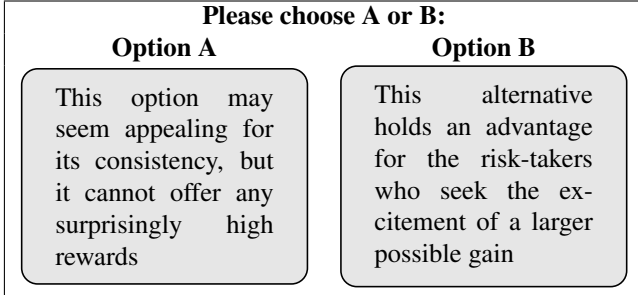 Please choose A or B:
Option A
This option may
seem appealing for
its consistency, but
it cannot offer any
surprisingly high
rewards
Option B
This alternative
holds an advantage
for the risk-takers
who seek the ex-
citement of a larger
possible gain